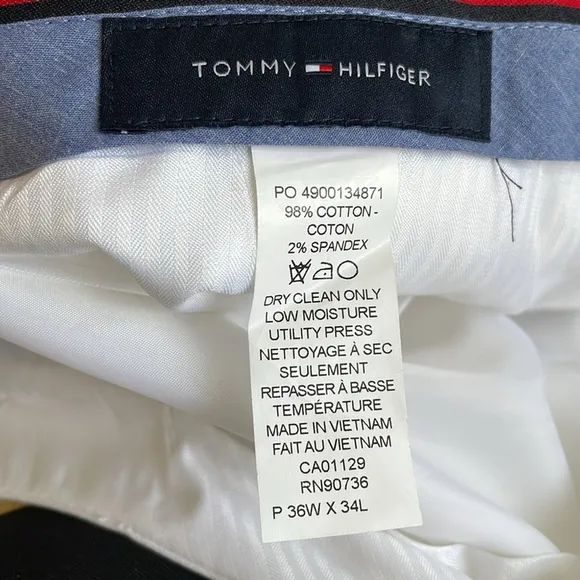 TOMMY HILFIGER
PO 4900134871
98% COTTON-
COTON
2% SPANDEX
DRY CLEAN ONLY
LOW MOISTURE
UTILITY PRESS
NETTOYAGE À SEC
SEULEMENT
REPASSER À BASSE
TEMPÉRATURE
MADE IN VIETNAM
FAIT AU VIETNAM
CA01129
RN90736
P 36W X 34L